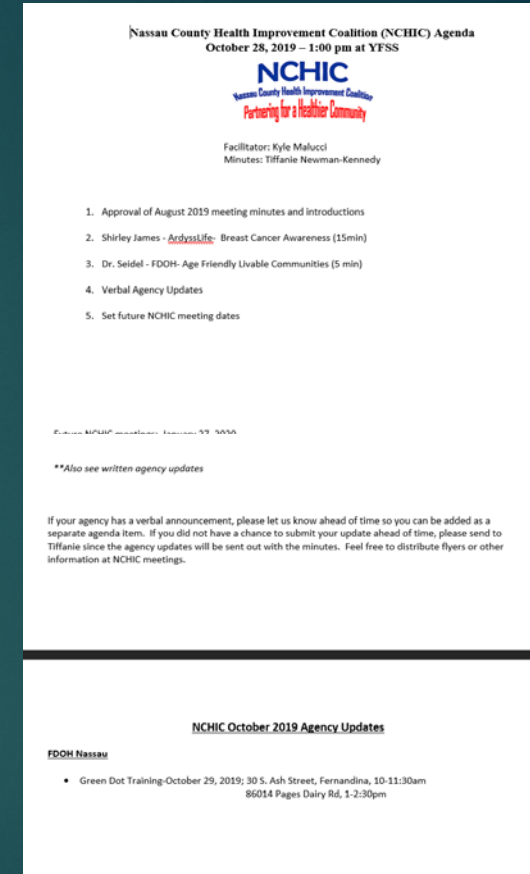 Nassau County Health Improvement Coalition (NCHIC) Agenda
October 28, 2019 – 1:00 pm at YFSS
NCHIC
Nassau County Health Improvement Coalition
Partnering for a Healthier Community
Facilitator: Kyle Malucci
Minutes: Tiffanie Newman-Kennedy
1. Approval of August 2019 meeting minutes and introductions
2. Shirley James - ArdyssLife- Breast Cancer Awareness (15min)
3. Dr. Seidel - FDOH- Age Friendly Livable Communities (5 min)
4. Verbal Agency Updates
5. Set future NCHIC meeting dates
Future NCHIC meetings: January 27, 2020
**Also see written agency updates
If your agency has a verbal announcement, please let us know ahead of time so you can be added as a
separate agenda item. If you did not have a chance to submit your update ahead of time, please send to
Tiffanie since the agency updates will be sent out with the minutes. Feel free to distribute flyers or other
information at NCHIC meetings.
NCHIC October 2019 Agency Updates
FDOH Nassau
• Green Dot Training-October 29, 2019; 30 S. Ash Street, Fernandina, 10-11:30am
86014 Pages Dairy Rd, 1-2:30pm